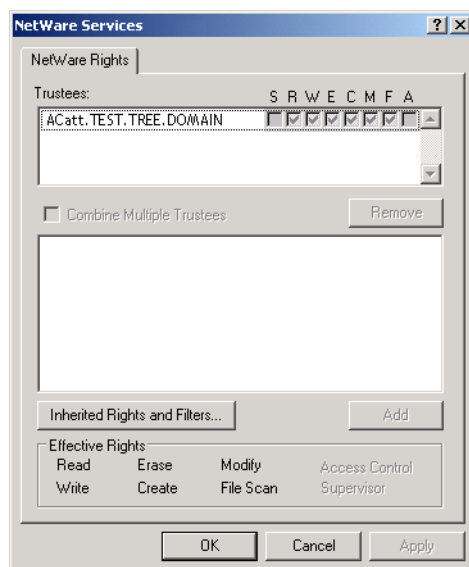 NetWare Services
NetWare Rights
Trustees: S R W E C M F A
ACatt.TEST.TREE.DOMAIN
Combine Multiple Trustees Remove
Inherited Rights and Filters... Add
Effective Rights
Read Erase Modify Access Control
Write Create File Scan Supervisor
OK Cancel Apply